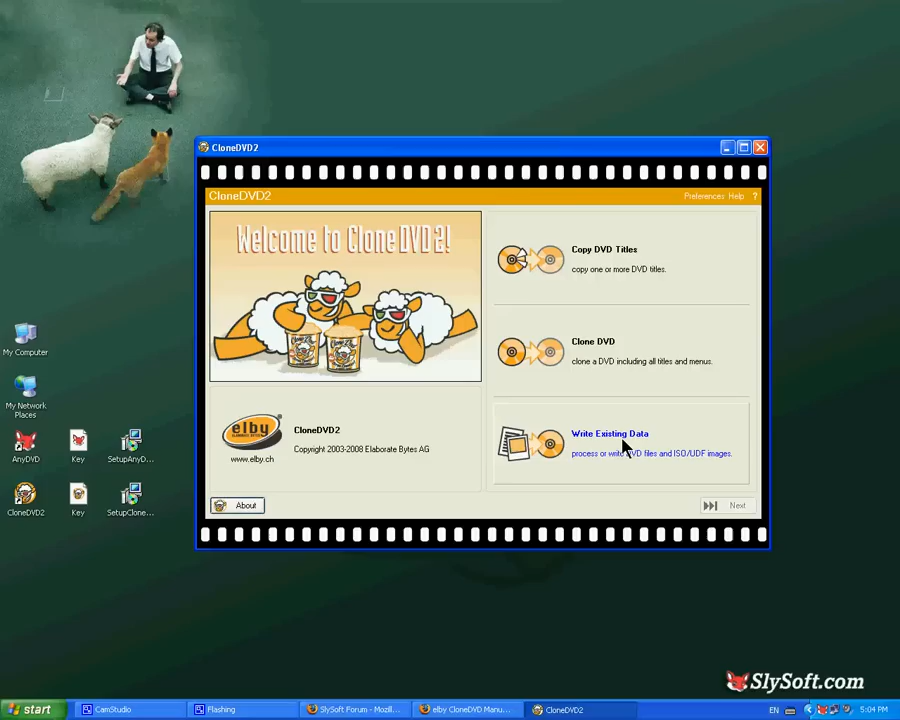 CloneDVD2
CloneDVD2
Preferences Help ?
Welcome to CloneDVD2!
Copy DVD Titles
copy one or more DVD titles.
Clone DVD
clone a DVD including all titles and menus.
elby
ELABORATE BYTES
www.elby.ch
CloneDVD2
Copyright 2003-2008 Elaborate Bytes AG
Write Existing Data
process or write DVD files and ISO/UDF images.
About
Next
My Computer
My Network
Places
AnyDVD
Key
SetupAnyD...
CloneDVD2
Key
SetupClone...
SlySoft.com
start
CamStudio
Flashing
SlySoft Forum - Mozill...
elby CloneDVD Manu...
CloneDVD2
EN
5:04 PM